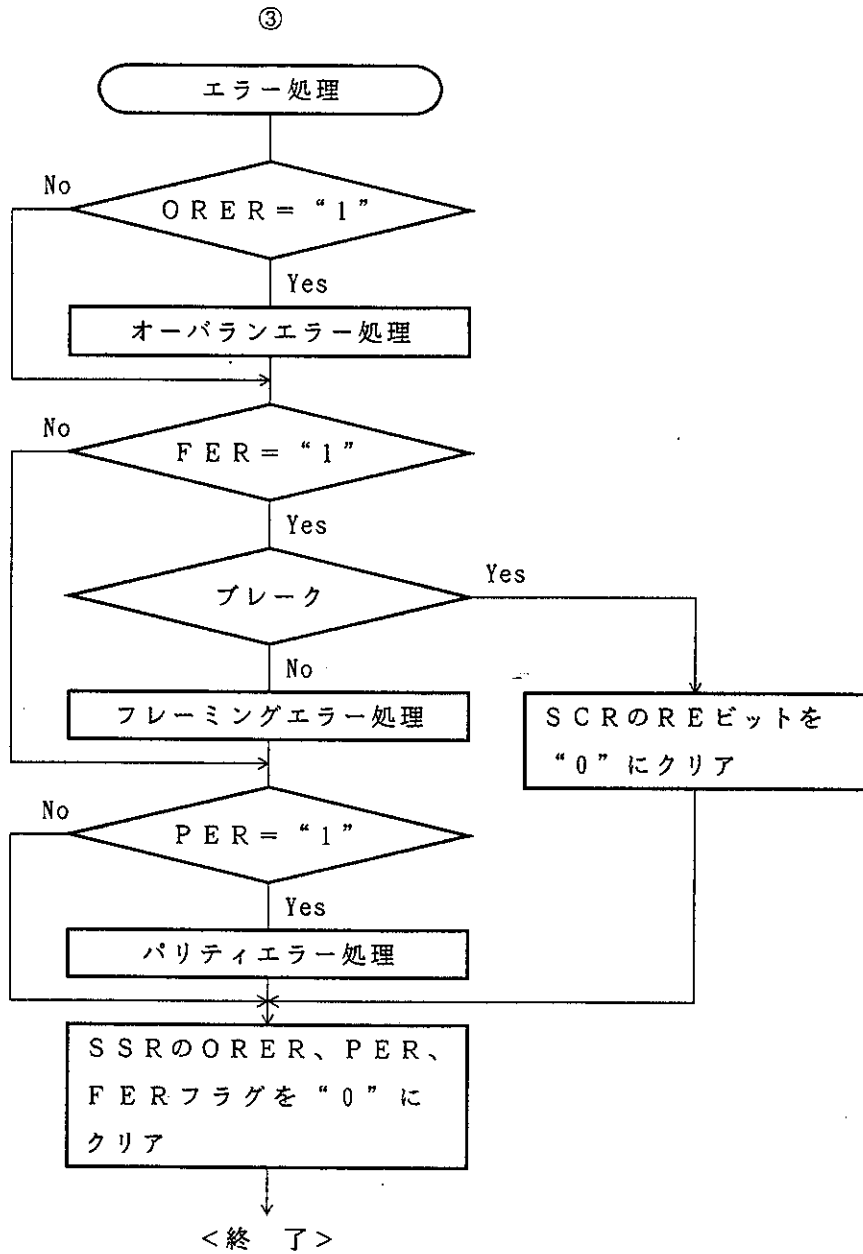 ③
エラー処理
No
ORER=“1”
Yes
オーバランエラー処理
No
FER=“1”
Yes
ブレーク
Yes
No
フレーミングエラー処理
SCRのREビットを
“0”にクリア
No
PER=“1”
Yes
パリティエラー処理
SSRのORER、PER、
FERフラグを“0”に
クリア
<終 了>